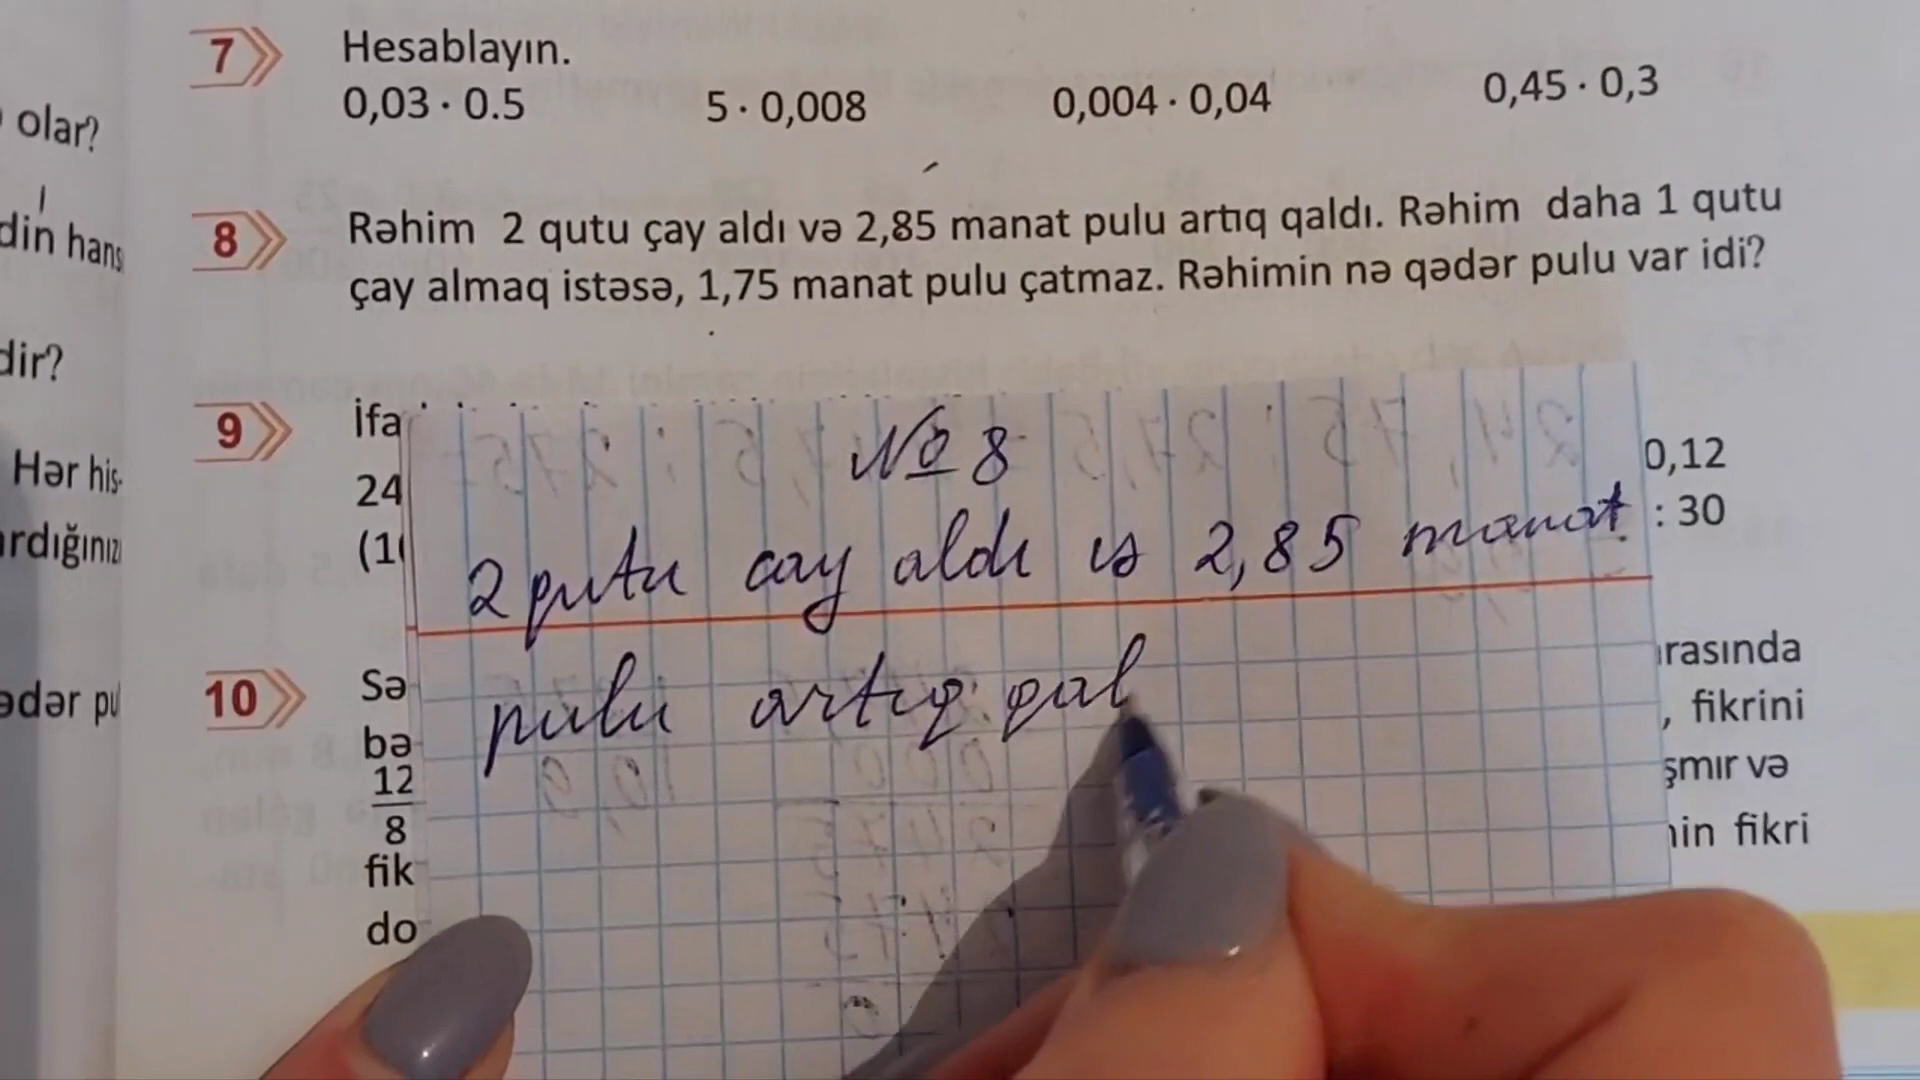 olar?
din hans
dir?
Hər his-
ardığınız
ədər pu
7 Hesablayın.
0,03 · 0.5 5 · 0,008 0,004 · 0,04 0,45 · 0,3
8 Rəhim 2 qutu çay aldı və 2,85 manat pulu artıq qaldı. Rəhim daha 1 qutu
çay almaq istəsə, 1,75 manat pulu çatmaz. Rəhimin nə qədər pulu var idi?
9 İfa
24 0,12
(1 : 30
№ 8
2 qutu çay aldı və 2,85 manat
pulu artıq qal
10 Sə rasında
bə , fikrini
12
8
şmır və
fik nin fikri
do